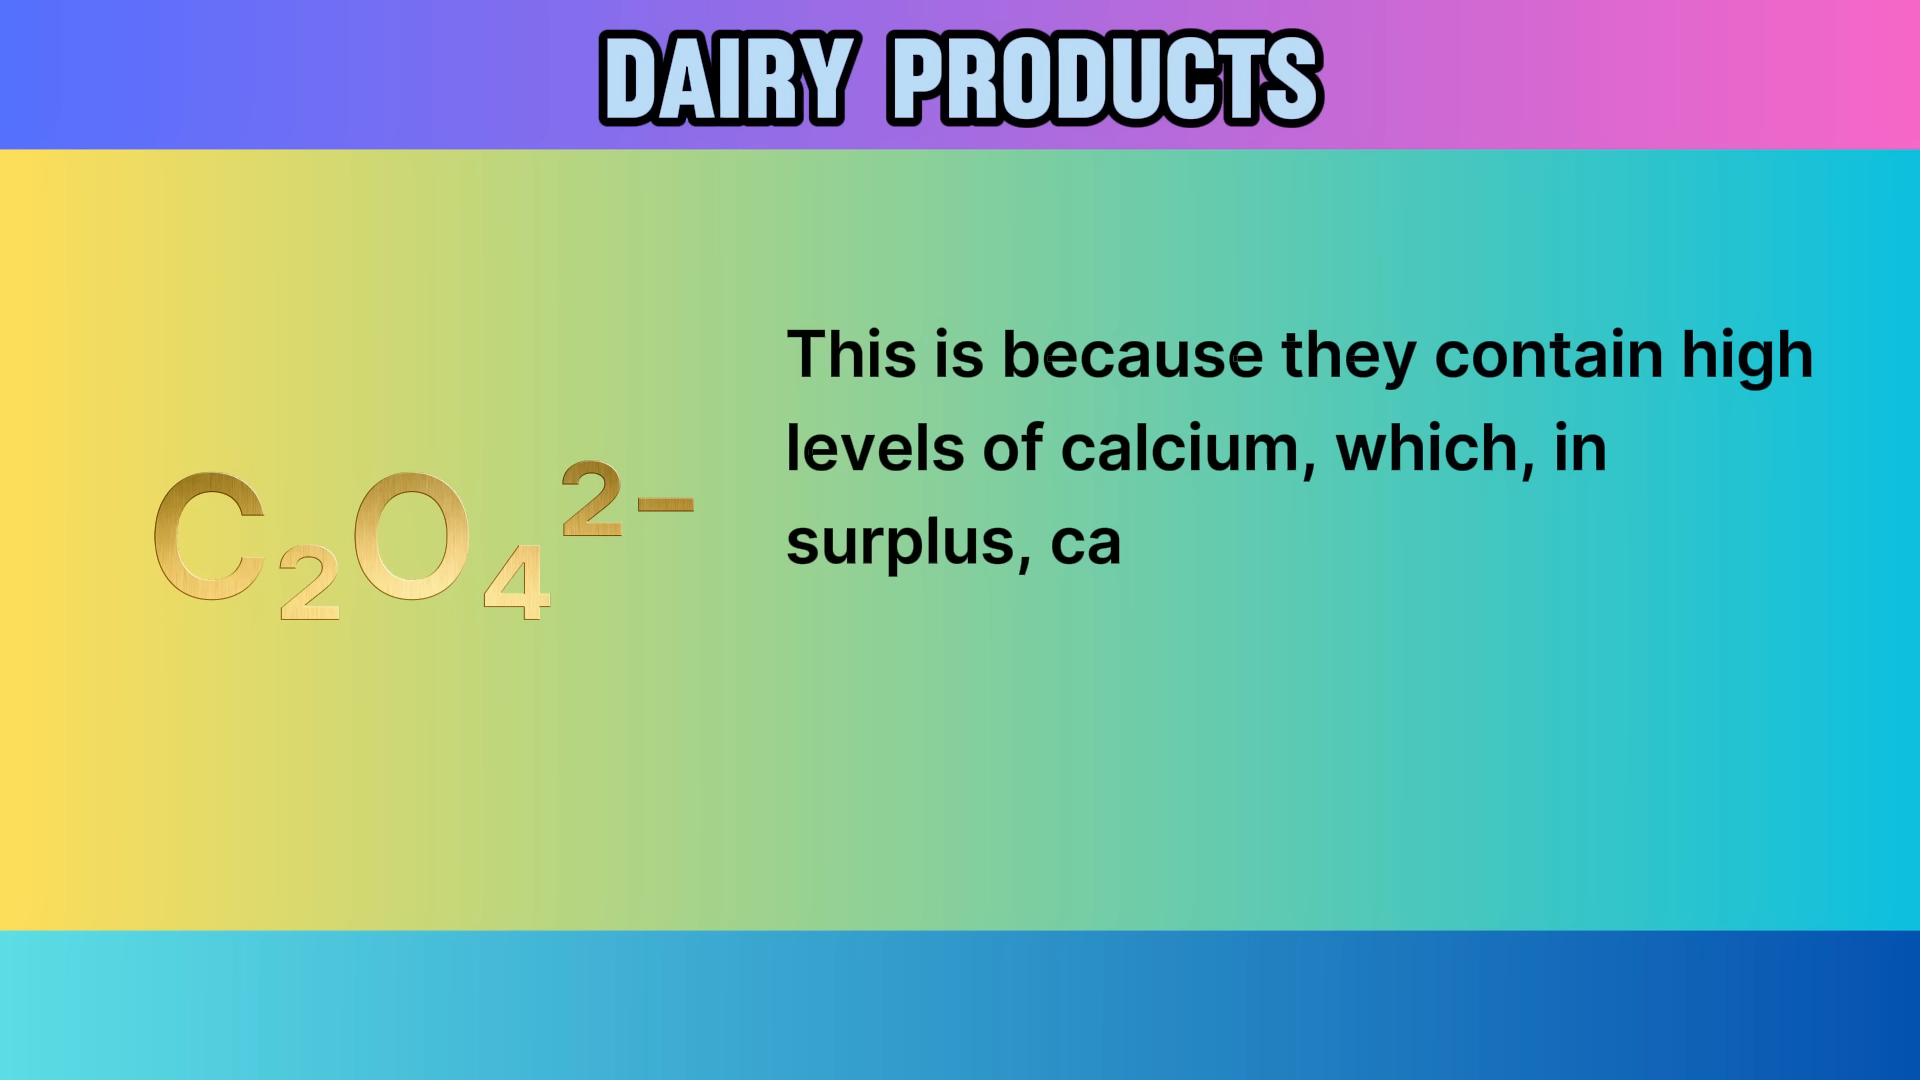 DAIRY PRODUCTS
C₂O₄²⁻
This is because they contain high
levels of calcium, which, in
surplus, ca